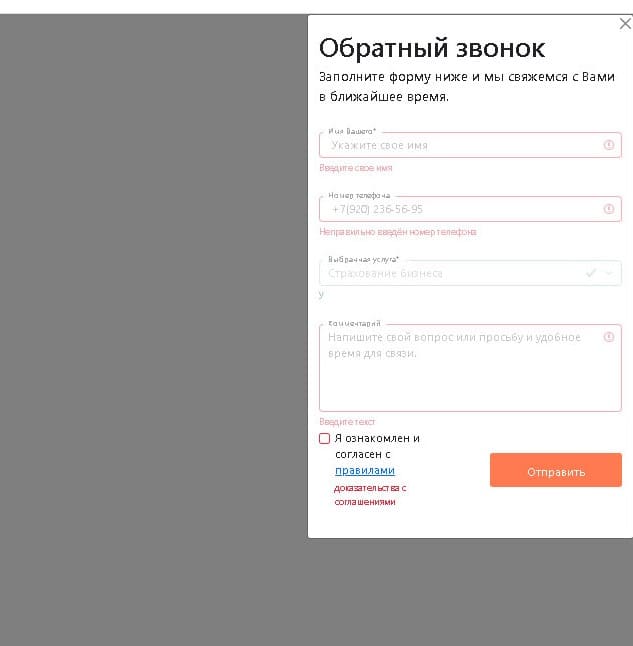 Обратный звонок
Заполните форму ниже и мы свяжемся с Вами
в ближайшее время.
Имя Вашего*
Укажите свое имя
Введите свое имя
Номер телефона
+7(920) 236-56-95
Неправильно введён номер телефона
Выбранная услуга*
Страхование бизнеса
У
Комментарий
Напишите свой вопрос или просьбу и удобное
время для связи.
Введите текст
Я ознакомлен и
согласен с
правилами
доказательства с
соглашениями
Отправить